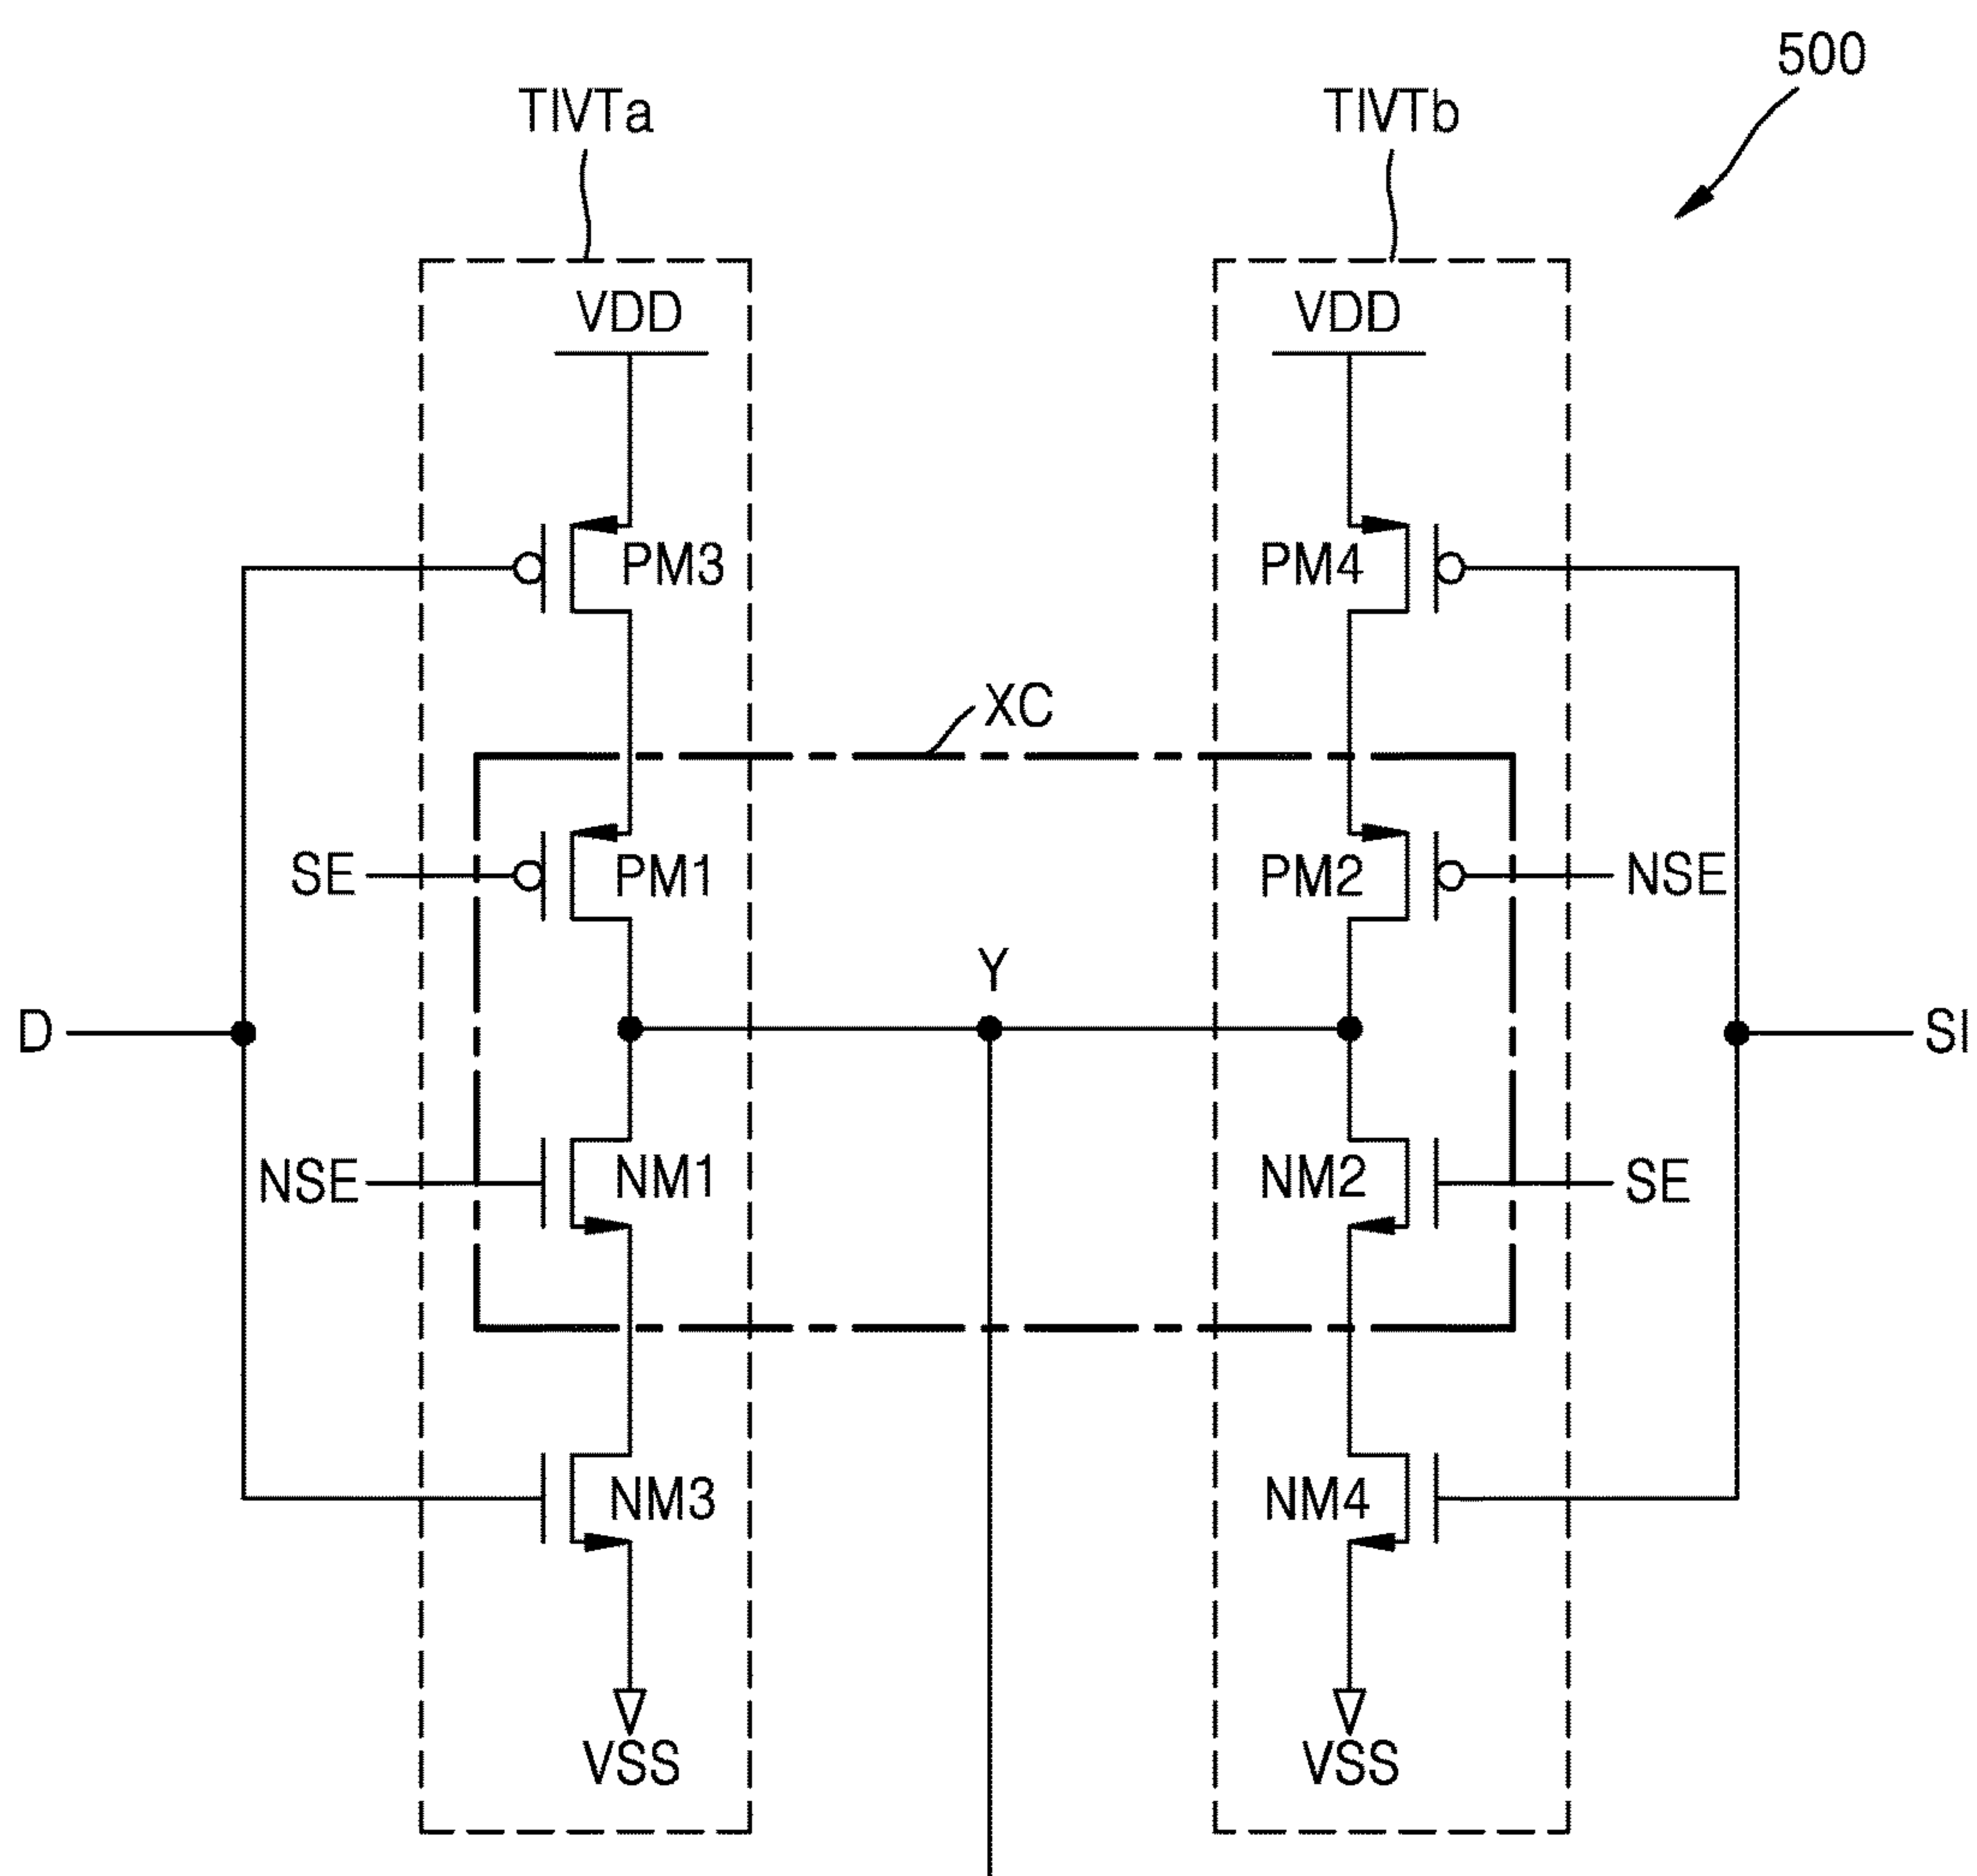 500
TIVTa
TIVTb
VDD
VDD
PM3
PM4
XC
SE
PM1
PM2
NSE
Y
D
SI
NSE
NM1
NM2
SE
NM3
NM4
VSS
VSS